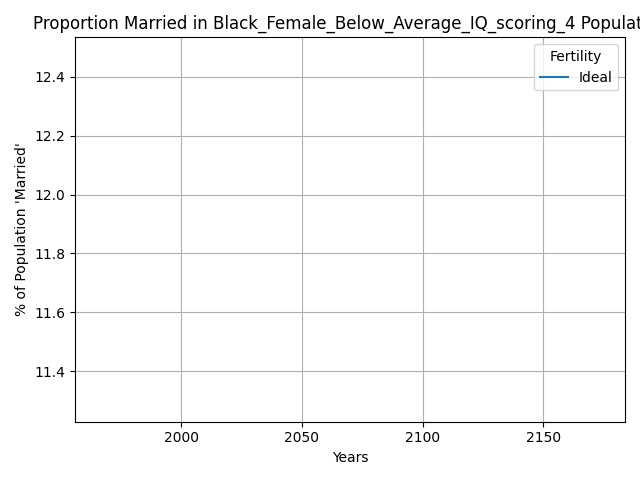 Proportion Married in Black_Female_Below_Average_IQ_scoring_4 Populat
Fertility
Ideal
12.4
12.2
12.0
11.8
11.6
11.4
% of Population 'Married'
2000 2050 2100 2150
Years